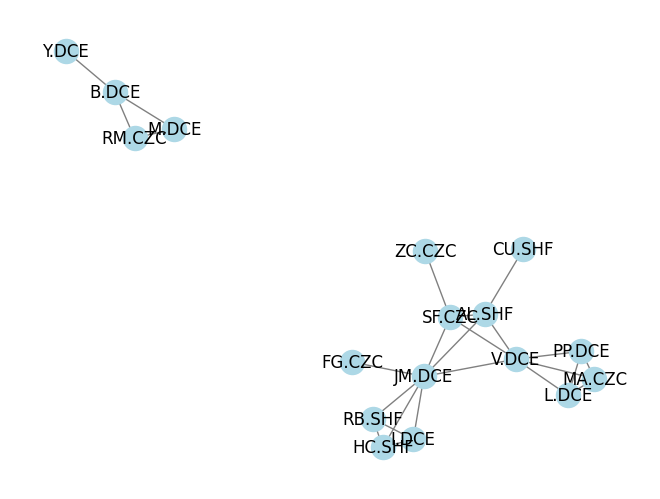 Y.DCE
B.DCE
M.DCE
RM.CZC
ZC.CZC
CU.SHF
SF.CZC
AL.SHF
PP.DCE
V.DCE
FG.CZC
JM.DCE
MA.CZC
L.DCE
RB.SHF
I.DCE
HC.SHF